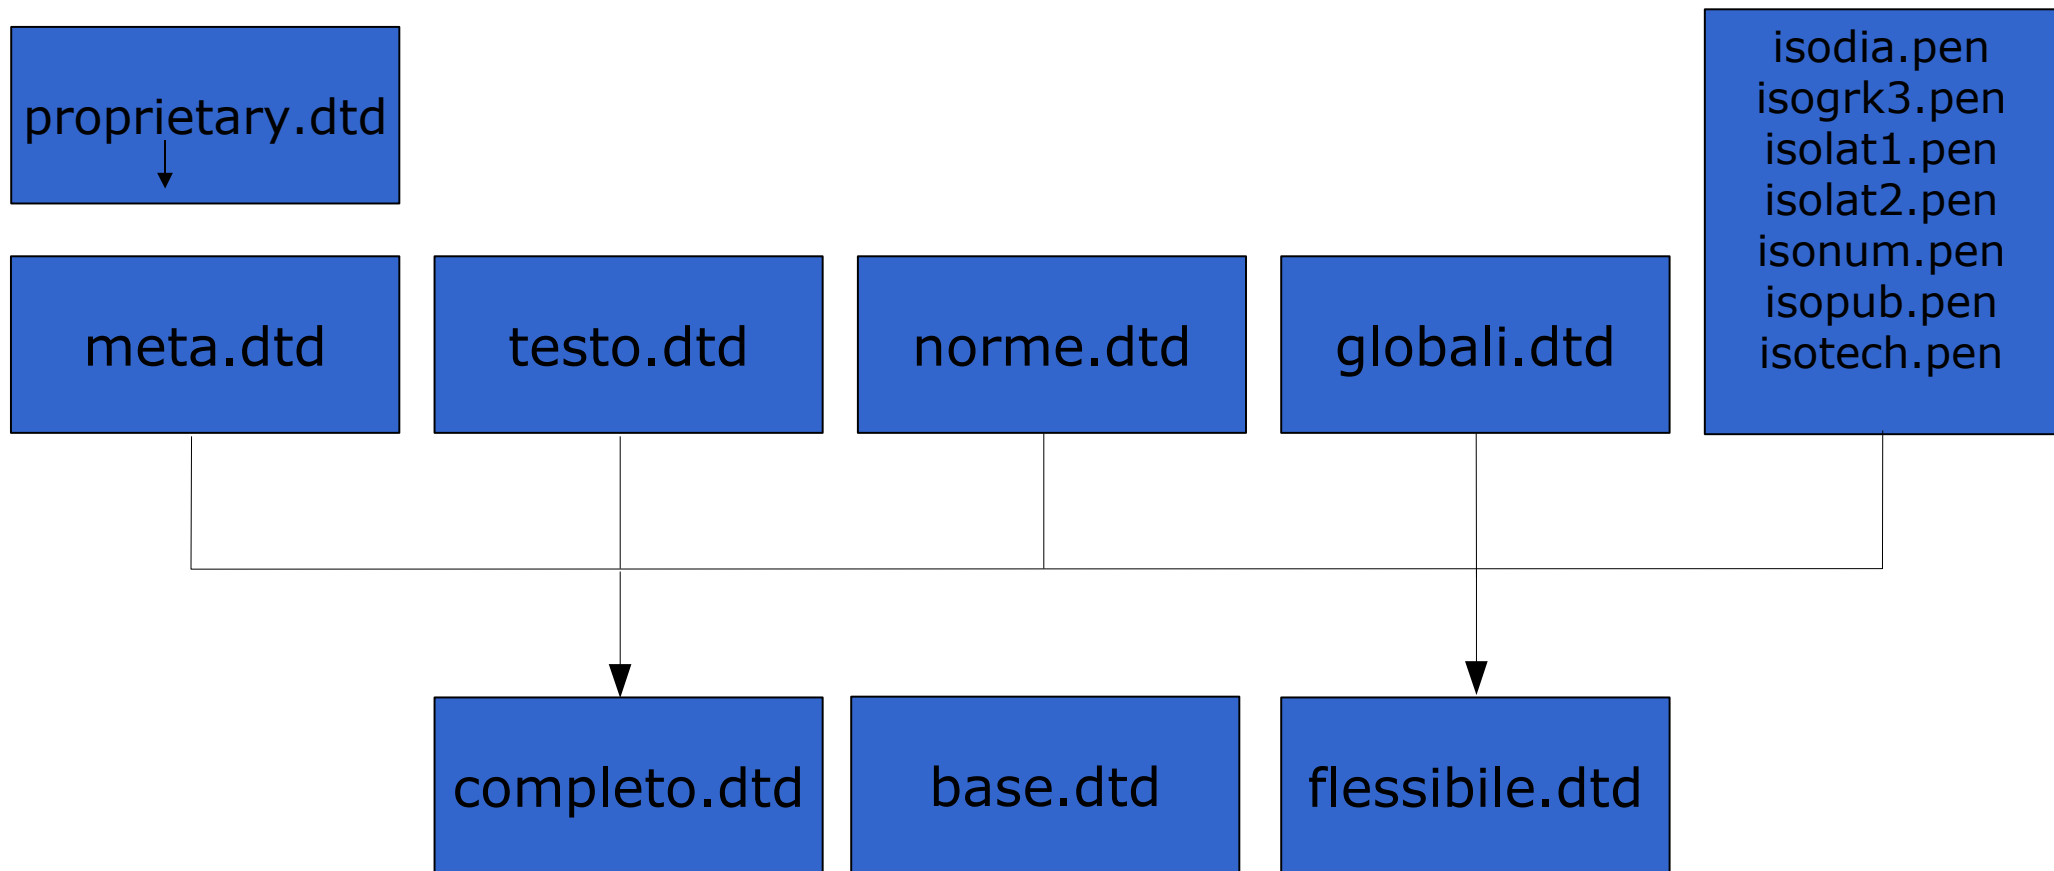 proprietary.dtd
isodia.pen
isogrk3.pen
isolat1.pen
isolat2.pen
isonum.pen
isopub.pen
isotech.pen
meta.dtd
testo.dtd
norme.dtd
globali.dtd
completo.dtd
base.dtd
flessibile.dtd